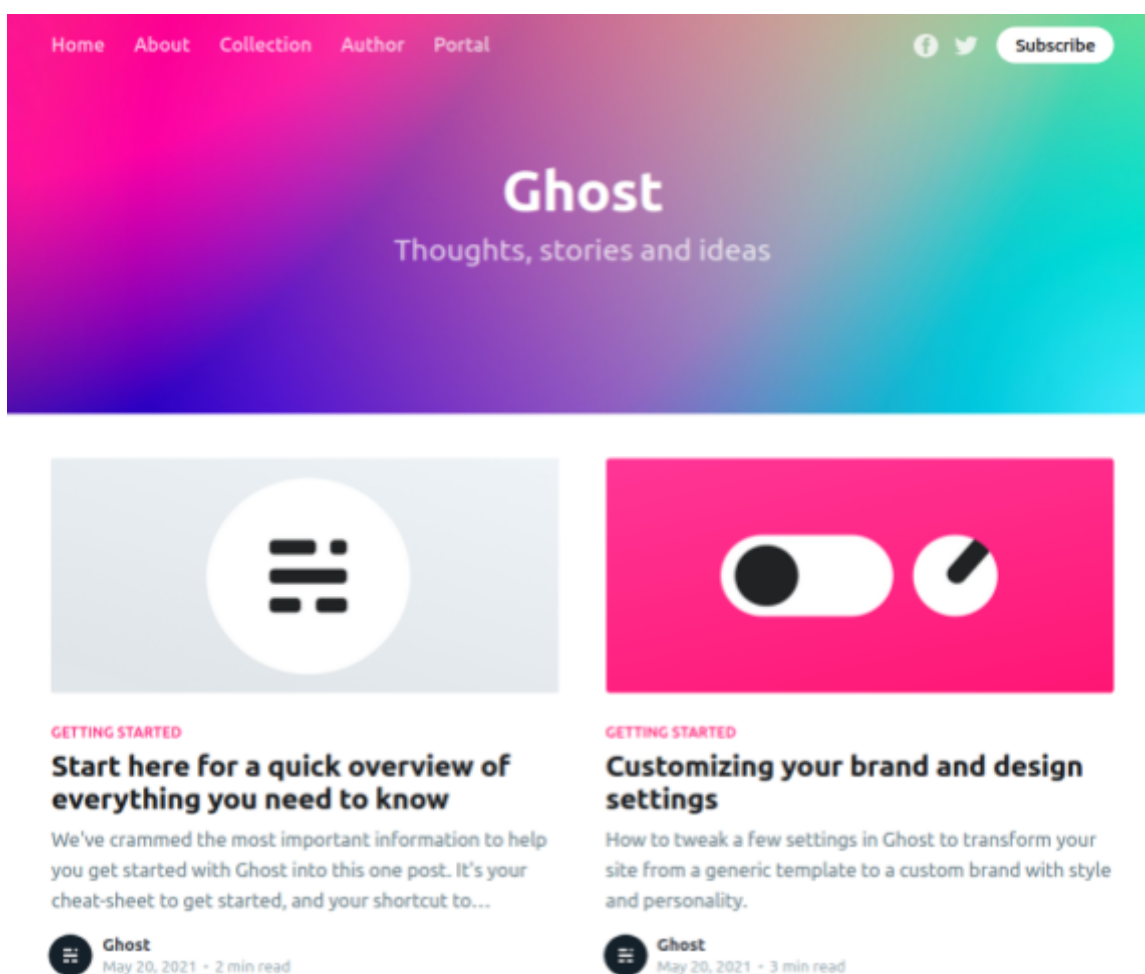 Home About Collection Author Portal
Subscribe
Ghost
Thoughts, stories and ideas
GETTING STARTED
Start here for a quick overview of
everything you need to know
We've crammed the most important information to help
you get started with Ghost into this one post. It's your
cheat-sheet to get started, and your shortcut to...
Ghost
May 20, 2021 • 2 min read
GETTING STARTED
Customizing your brand and design
settings
How to tweak a few settings in Ghost to transform your
site from a generic template to a custom brand with style
and personality.
Ghost
May 20, 2021 • 3 min read